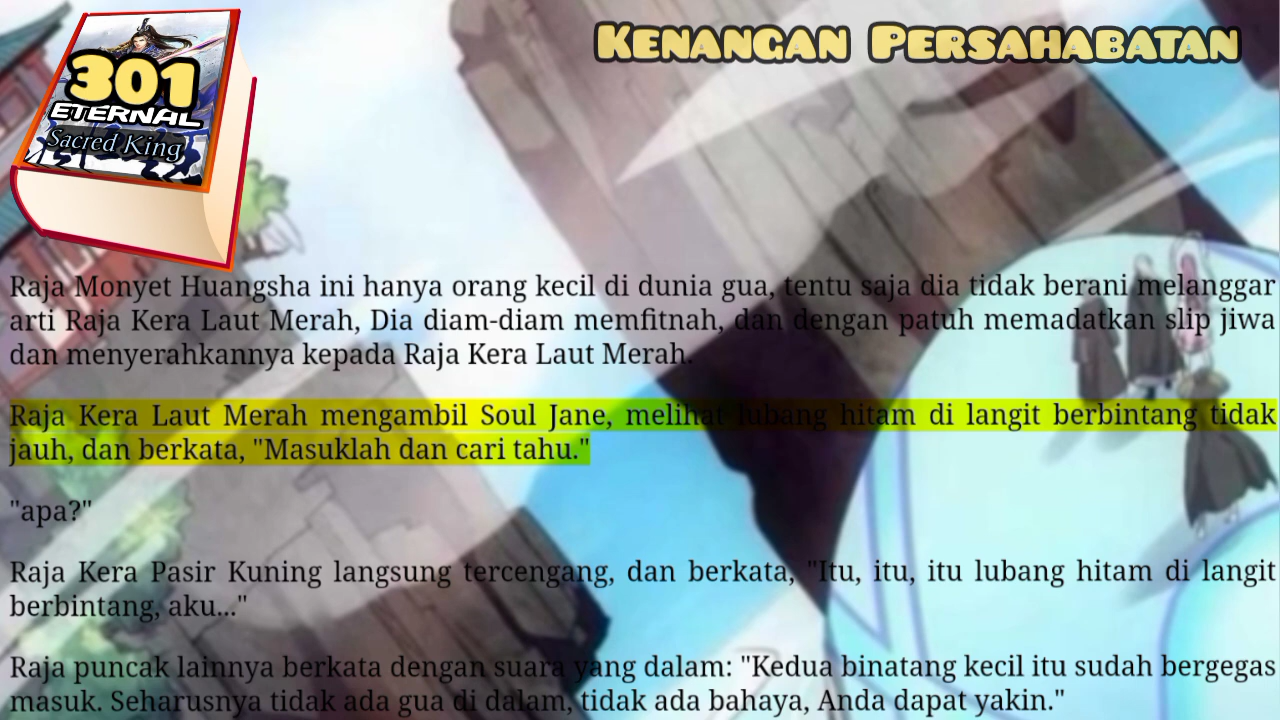 KENANGAN PERSAHABATAN
301
ETERNAL
Sacred King
Raja Monyet Huangsha ini hanya orang kecil di dunia gua, tentu saja dia tidak berani melanggar
arti Raja Kera Laut Merah, Dia diam-diam memfitnah, dan dengan patuh memadatkan slip jiwa
dan menyerahkannya kepada Raja Kera Laut Merah.
Raja Kera Laut Merah mengambil Soul Jane, melihat lubang hitam di langit berbintang tidak
jauh, dan berkata, "Masuklah dan cari tahu."
"apa?"
Raja Kera Pasir Kuning langsung tercengang, dan berkata, "Itu, itu, itu lubang hitam di langit
berbintang, aku..."
Raja puncak lainnya berkata dengan suara yang dalam: "Kedua binatang kecil itu sudah bergegas
masuk. Seharusnya tidak ada gua di dalam, tidak ada bahaya, Anda dapat yakin."